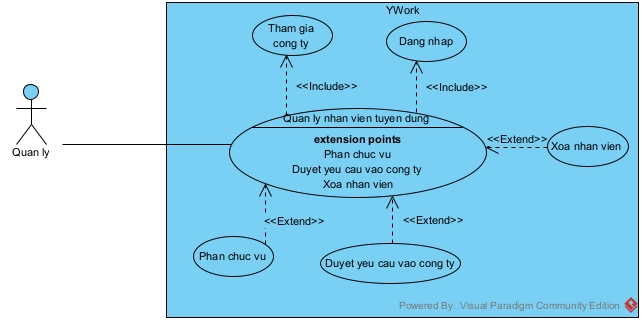 YWork
Tham gia
cong ty
Dang nhap
<<Include>>
<<Include>>
Quan ly nhan vien tuyen dung
extension points
Phan chuc vu
Duyet yeu cau vao cong ty
Xoa nhan vien
<<Extend>>
Xoa nhan vien
Quan ly
<<Extend>>
<<Extend>>
Phan chuc vu
Duyet yeu cau vao cong ty
Powered By Visual Paradigm Community Edition